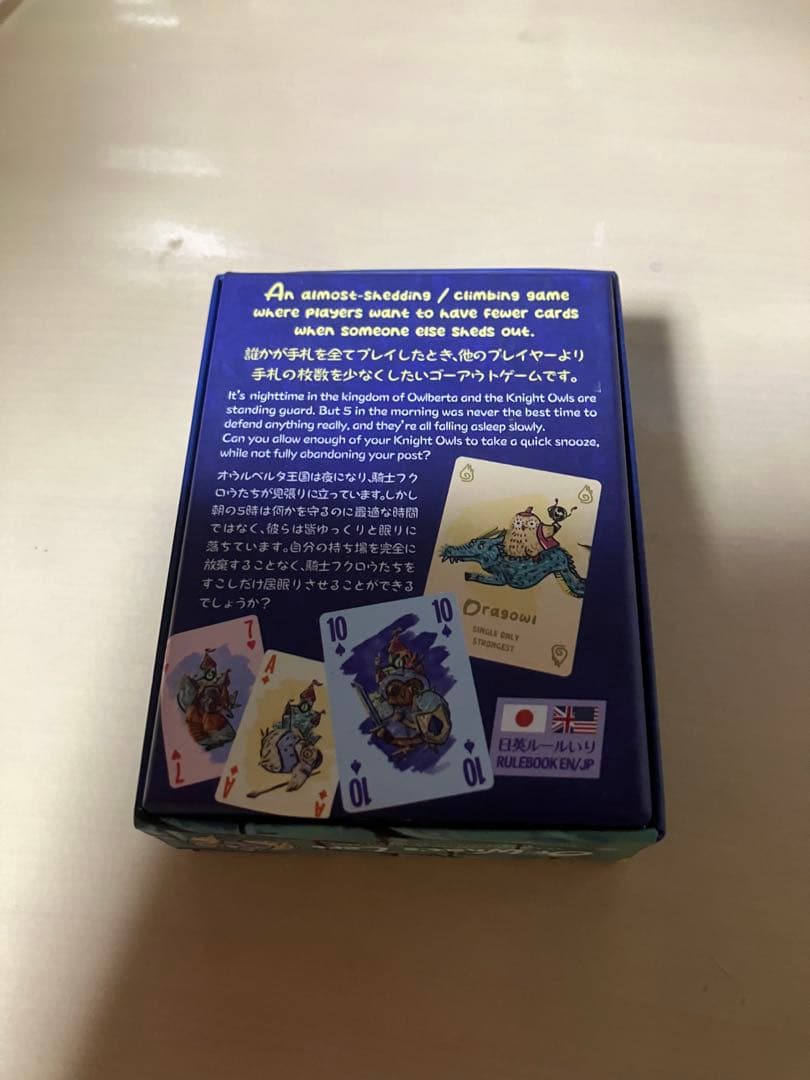 An almost-shedding / climbing game
where players want to have fewer cards
when someone else sheds out.
誰かが手札を全てプレイしたとき、他のプレイヤーより
手札の枚数を少なくしたいゴーアウトゲームです。
It's nighttime in the kingdom of Owlberta and the Knight Owls are
standing guard. But 5 in the morning was never the best time to
defend anything really, and they're all falling asleep slowly.
Can you allow enough of your Knight Owls to take a quick snooze,
while not fully abandoning your post?
オウルベルタ王国は夜になり、騎士フク
ロウたちが見張りに立っています。しかし
朝の5時は何かを守るのに最適な時間
ではなく、彼らは皆ゆっくりと眠りに
落ちています。自分の持ち場を完全に
放棄することなく、騎士フクロウたちを
すこしだけ居眠りさせることができる
でしょうか？
Dragowl
SINGLE ONLY
STRONGEST
7
7
A
A
10
10
10
10
日英ルールいり
RULEBOOK EN/JP